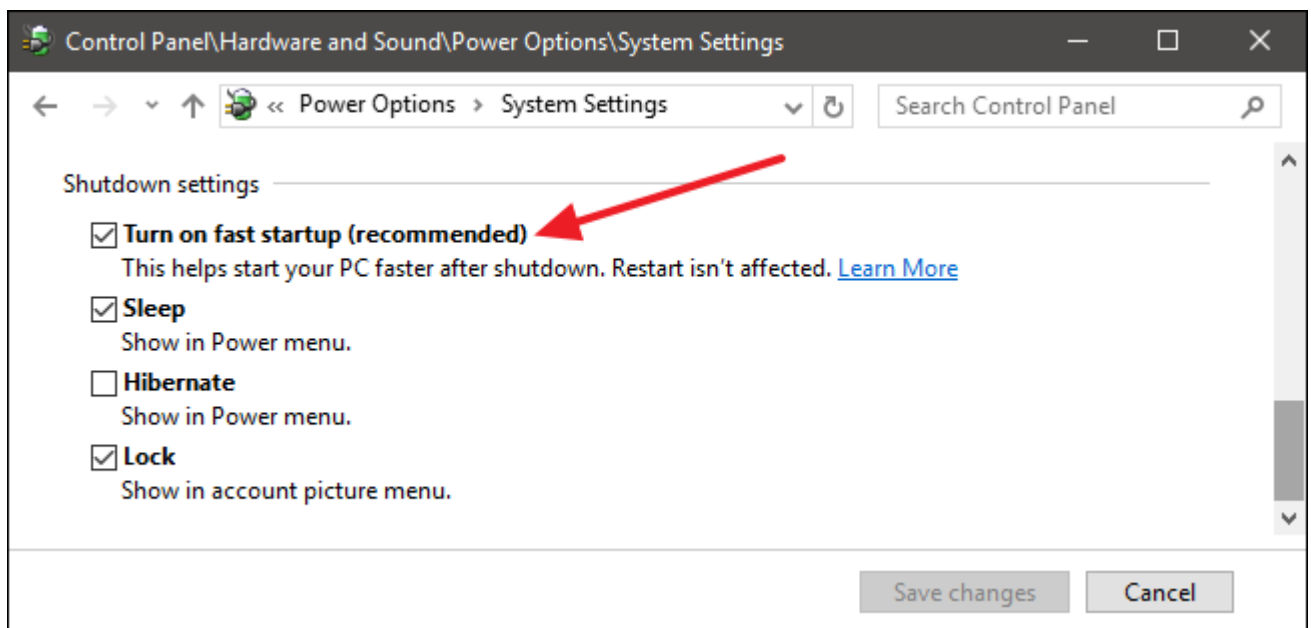 Control Panel\Hardware and Sound\Power Options\System Settings
« Power Options › System Settings
Search Control Panel
Shutdown settings
Turn on fast startup (recommended)
This helps start your PC faster after shutdown. Restart isn't affected. Learn More
Sleep
Show in Power menu.
Hibernate
Show in Power menu.
Lock
Show in account picture menu.
Save changes
Cancel